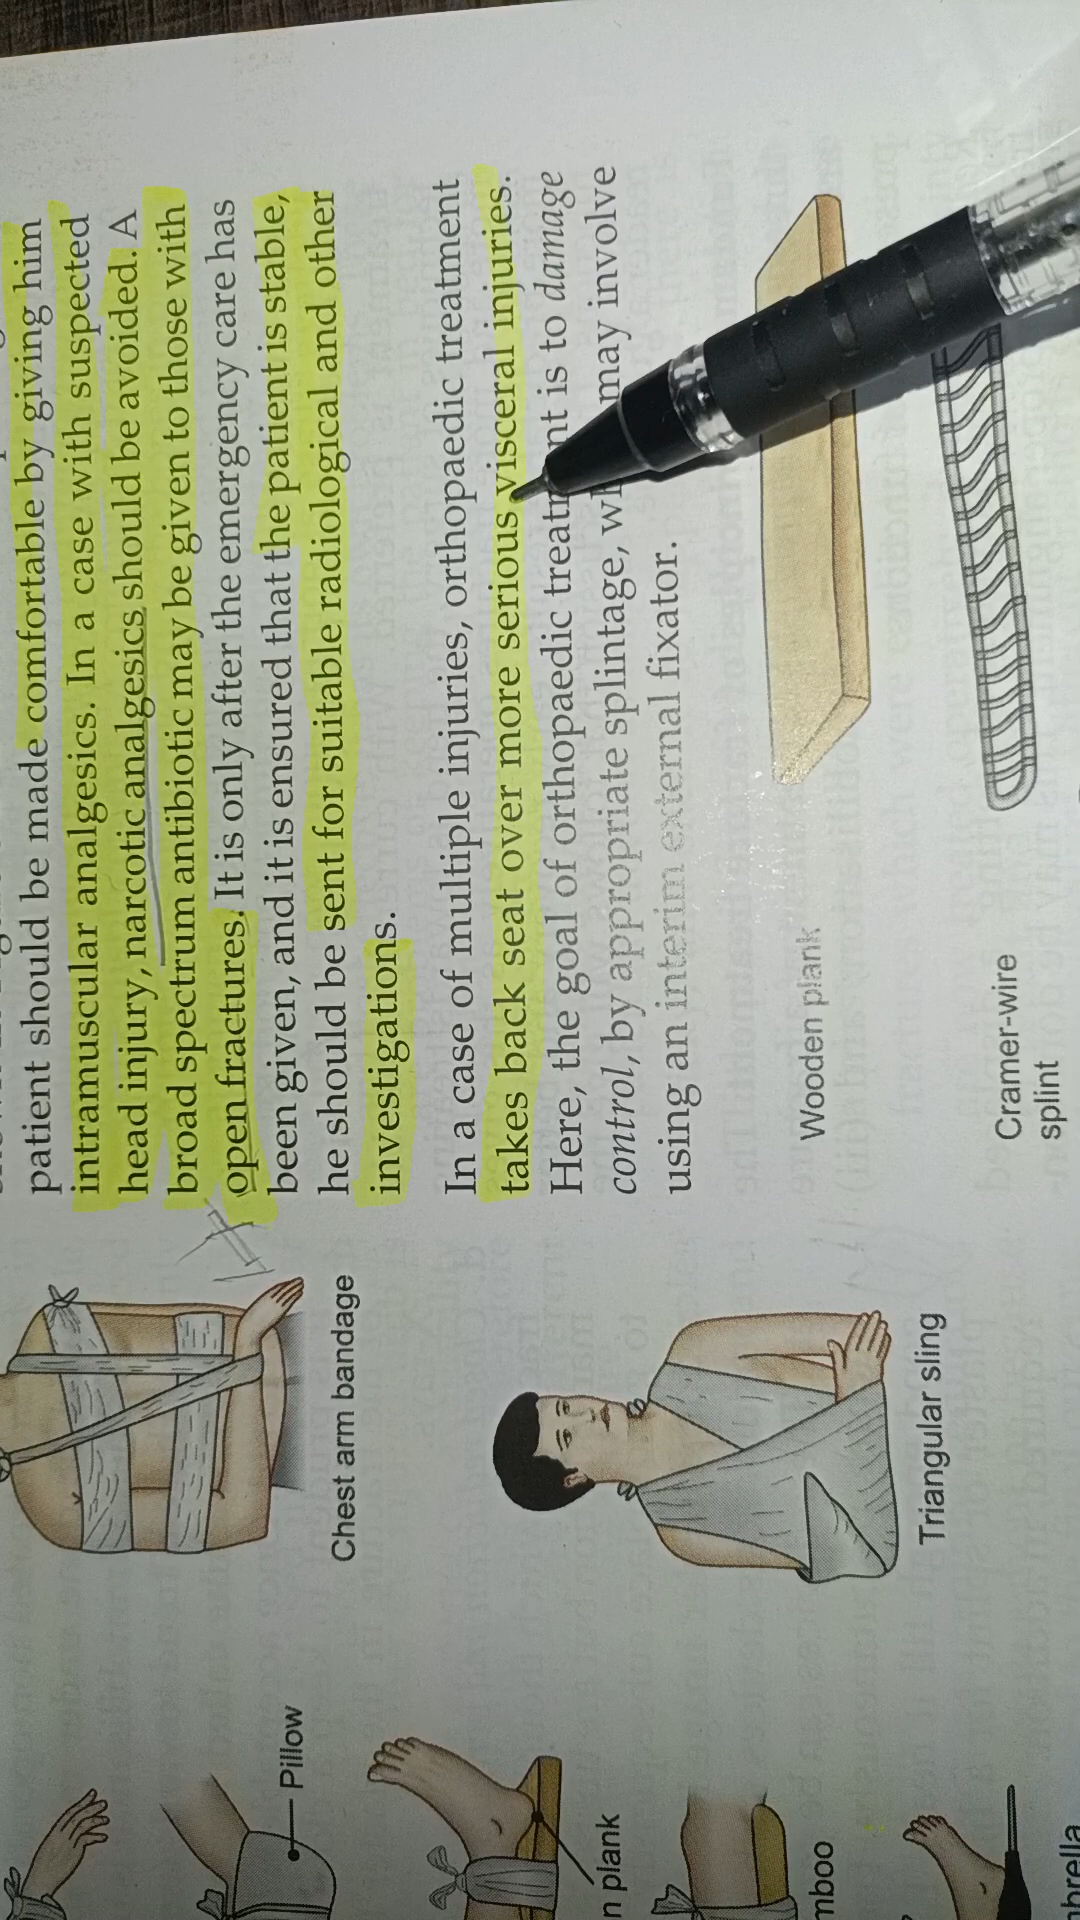 patient should be made comfortable by giving him
intramuscular analgesics. In a case with suspected
head injury, narcotic analgesics should be avoided. A
broad spectrum antibiotic may be given to those with
open fractures. It is only after the emergency care has
been given, and it is ensured that the patient is stable,
he should be sent for suitable radiological and other
investigations.
In a case of multiple injuries, orthopaedic treatment
takes back seat over more serious visceral injuries.
Here, the goal of orthopaedic treatment is to damage
control, by appropriate splintage, may involve
using an interim external fixator.
Wooden plank
Cramer-wire
splint
Chest arm bandage
Triangular sling
Pillow
plank